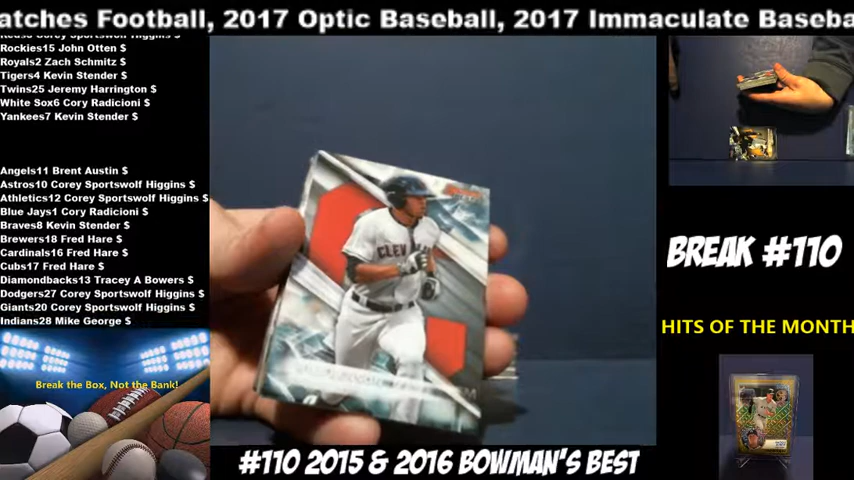 atches Football, 2017 Optic Baseball, 2017 Immaculate Baseba
Reds3 Corey Sportswolf Higgins $
Rockies15 John Otten $
Royals2 Zach Schmitz $
Tigers4 Kevin Stender $
Twins25 Jeremy Harrington $
White Sox6 Cory Radicioni $
Yankees7 Kevin Stender $
Angels11 Brent Austin $
Astros10 Corey Sportswolf Higgins $
Athletics12 Corey Sportswolf Higgins $
Blue Jays1 Cory Radicioni $
Braves8 Kevin Stender $
Brewers18 Fred Hare $
Cardinals16 Fred Hare $
Cubs17 Fred Hare $
Diamondbacks13 Tracey A Bowers $
Dodgers27 Corey Sportswolf Higgins $
Giants20 Corey Sportswolf Higgins $
Indians28 Mike George $
Break the Box, Not the Bank!
CLEV
BREAK #110
HITS OF THE MONTH
#110 2015 & 2016 BOWMAN'S BEST